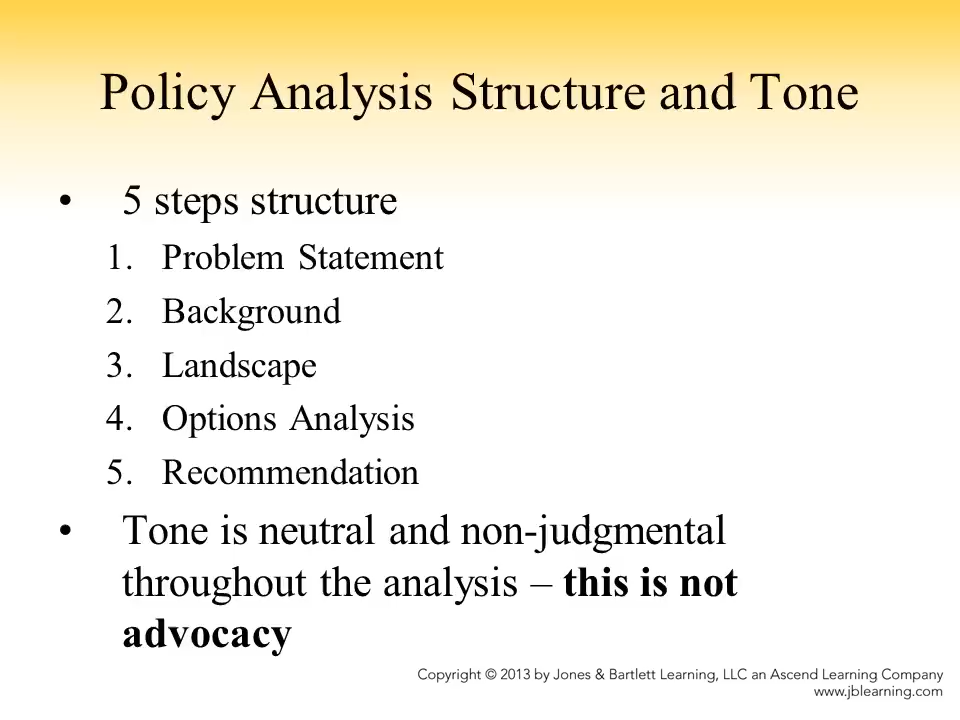 Policy Analysis Structure and Tone
• 5 steps structure
1. Problem Statement
2. Background
3. Landscape
4. Options Analysis
5. Recommendation
• Tone is neutral and non-judgmental
throughout the analysis – this is not
advocacy
Copyright © 2013 by Jones & Bartlett Learning, LLC an Ascend Learning Company
www.jblearning.com